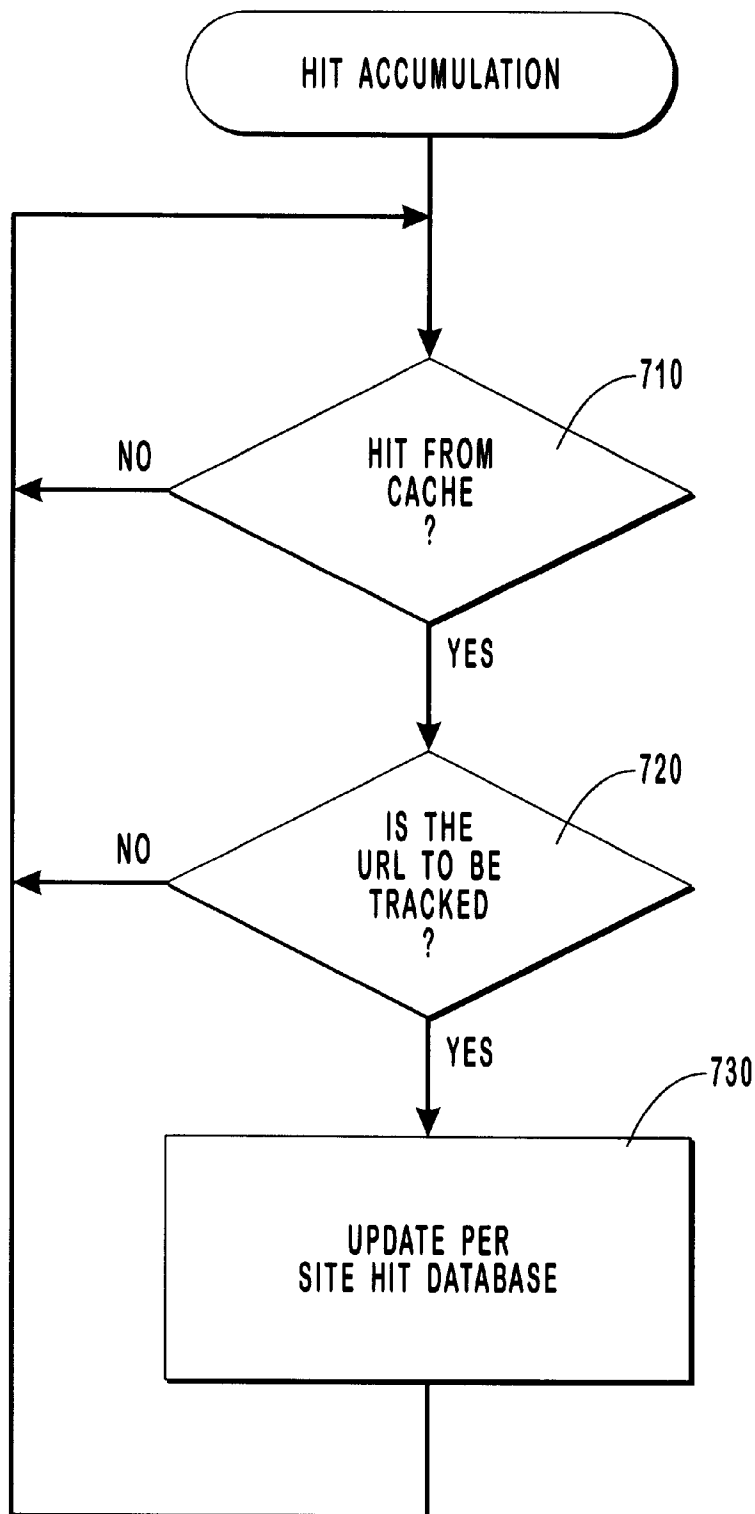 HIT ACCUMULATION
710
HIT FROM
CACHE
?
NO
YES
720
IS THE
URL TO BE
TRACKED
?
NO
YES
730
UPDATE PER
SITE HIT DATABASE